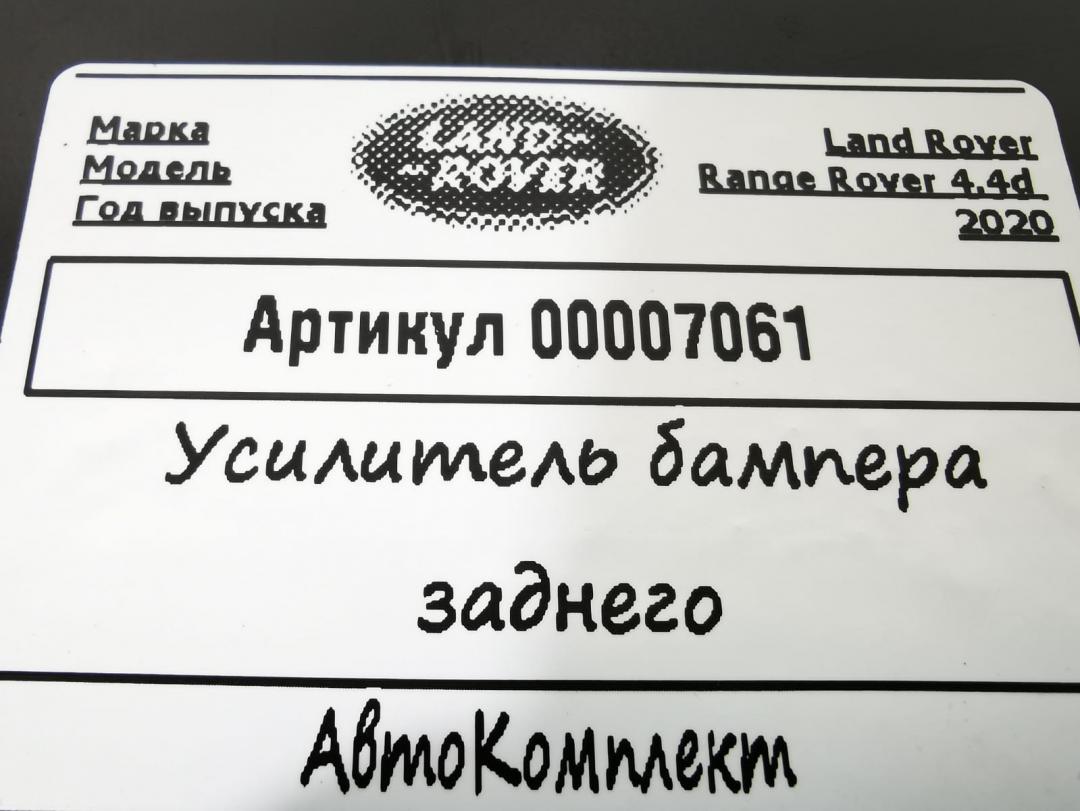 Марка
Модель
Год выпуска
LAND-
-ROVER
Land Rover
Range Rover 4.4d
2020
Артикул 00007061
Усилитель бампера
заднего
АвтоКомплект